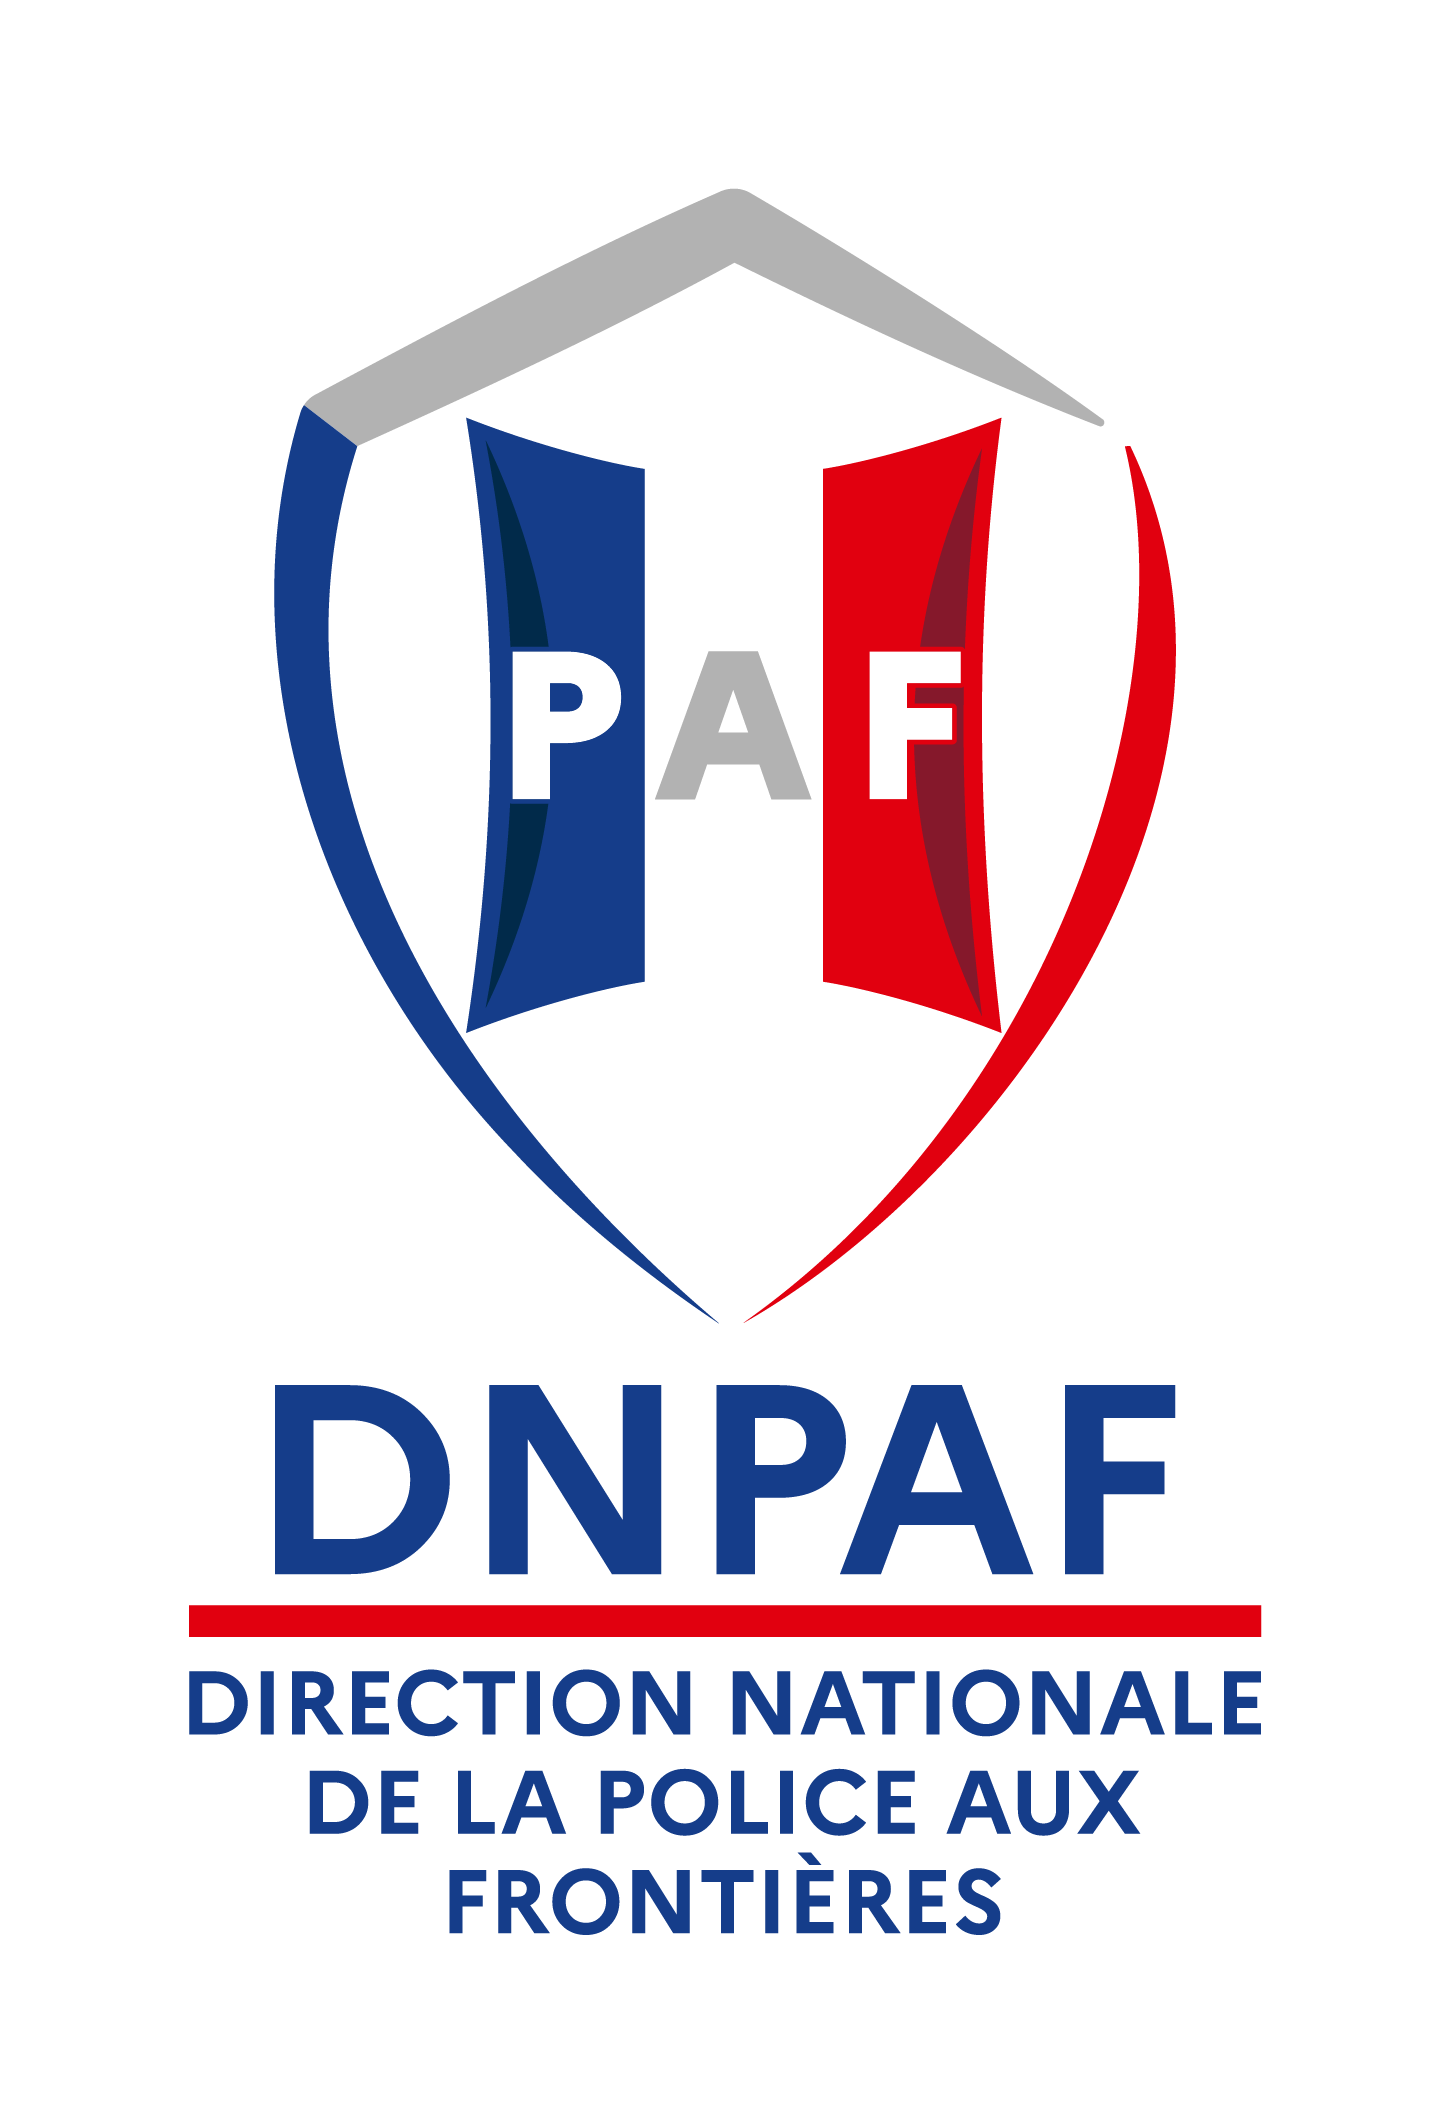 PAF
DNPAF
DIRECTION NATIONALE
DE LA POLICE AUX
FRONTIÈRES